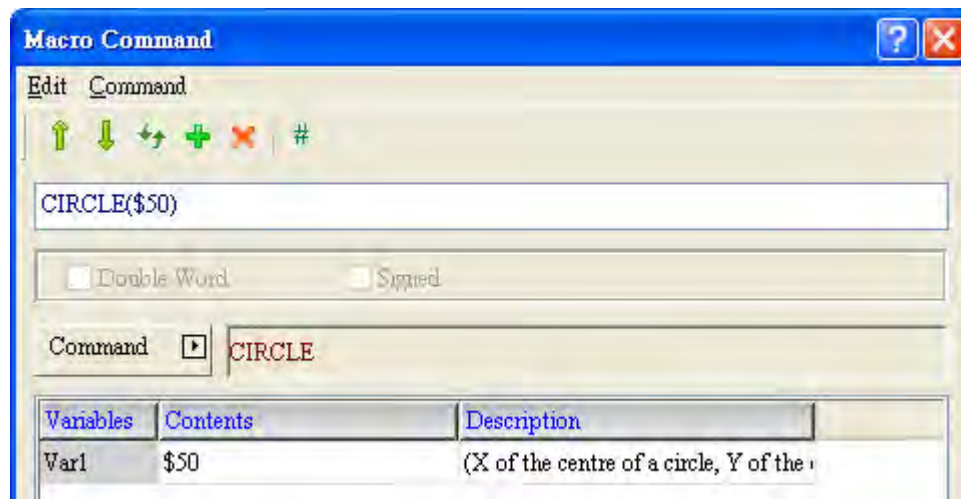 Macro Command
Edit Command
#
CIRCLE($50)
Double Word Signed
Command CIRCLE
Variables Contents Description
Var1 $50 (X of the centre of a circle, Y of the